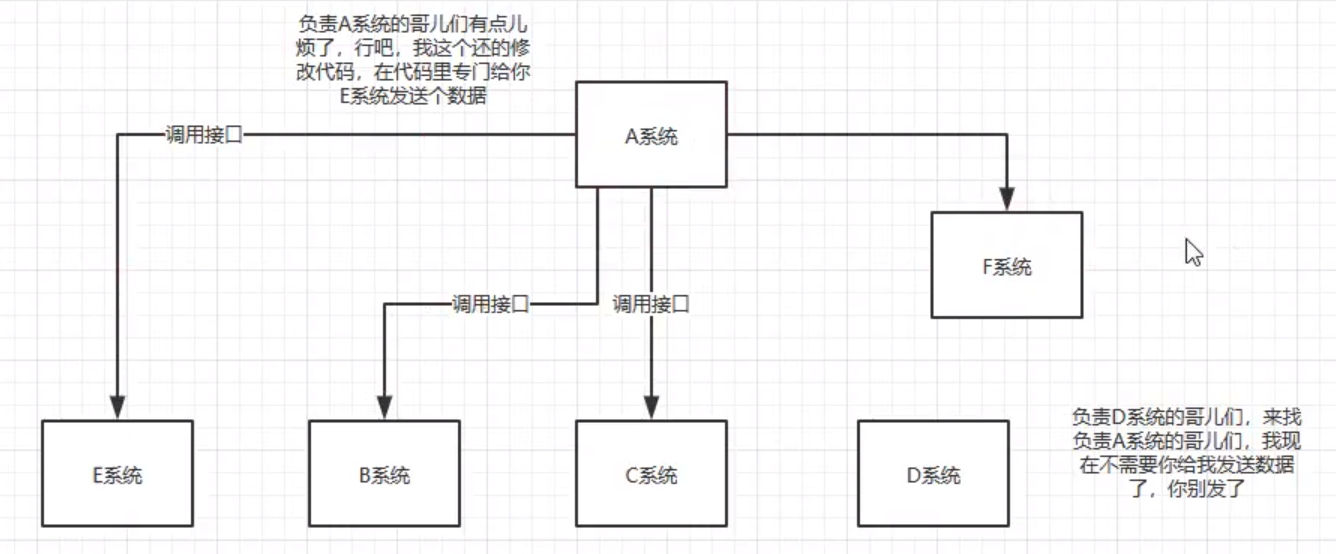 负责A系统的哥儿们有点儿
烦了，行吧，我这个还的修
改代码，在代码里专门给你
E系统发送个数据
调用接口
A系统
F系统
调用接口
调用接口
E系统
B系统
C系统
D系统
负责D系统的哥儿们，来找
负责A系统的哥儿们，我现
在不需要你给我发送数据
了，你别发了